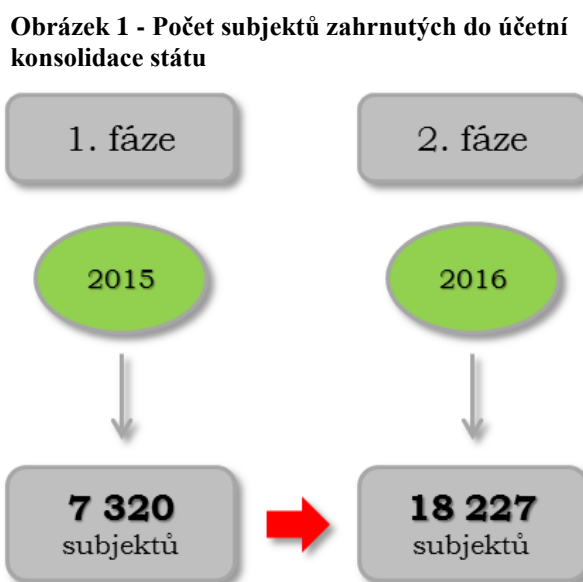 Obrázek 1 - Počet subjektů zahrnutých do účetní
konsolidace státu
1. fáze
2. fáze
2015
2016
7 320
subjektů
18 227
subjektů